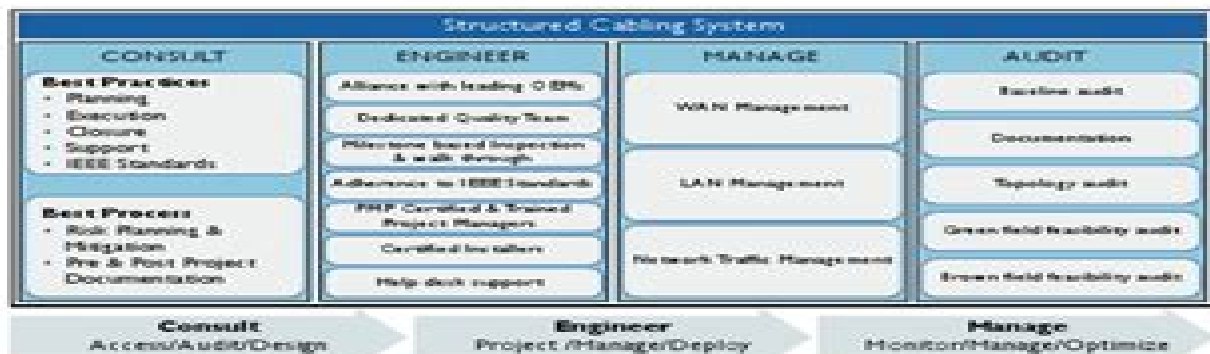 Structured Cabling System
CONSULT
Best Practices
• Planning
• Execution
• Closure
• Support
• IEEE Standards
Best Process
• Risk Planning &
Mitigation
• Pre & Post Project
Documentation
ENGINEER
Alliance with leading OEMs
Dedicated Quality Team
Milestone based Inspection
& walk through
Adherence to IEEE Standards
PMP Certified & Trained
Project Managers
Certified Installers
Help desk support
MANAGE
WAN Management
LAN Management
Network Traffic Management
AUDIT
Baseline audit
Documentation
Topology audit
Green field feasibility audit
Brown field feasibility audit
Consult
Access/Audit/Design
Engineer
Project /Manage/Deploy
Manage
Monitor/Manage/Optimize